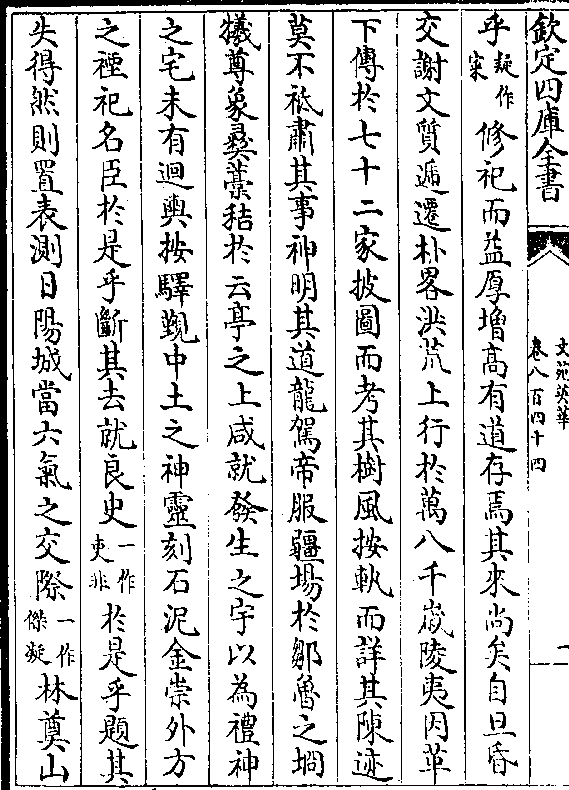 欽定四庫全書
文苑英華
卷八百四十四
乎疑作寀修祀而益厚增高有道存焉其來尚矣自旦昏
交謝文質遞遷朴畧洪荒上行於萬八千歲陵夷因革
下傳於七十二家披圖而考其樹風按軌而詳其陳迹
莫不祗肅其事神明其道龍駕帝服疆場於鄒魯之堌
犧尊象彝藁秸於云亭之上咸就發生之宇以為禮神
之宅未有迴輿按驛覲中土之神靈刻石泥金崇外方
之禋祀名臣於是乎斷其去就良史一作吏非於是乎題其
失得然則置表測日陽城當六氣之交際一作傑疑林奠山